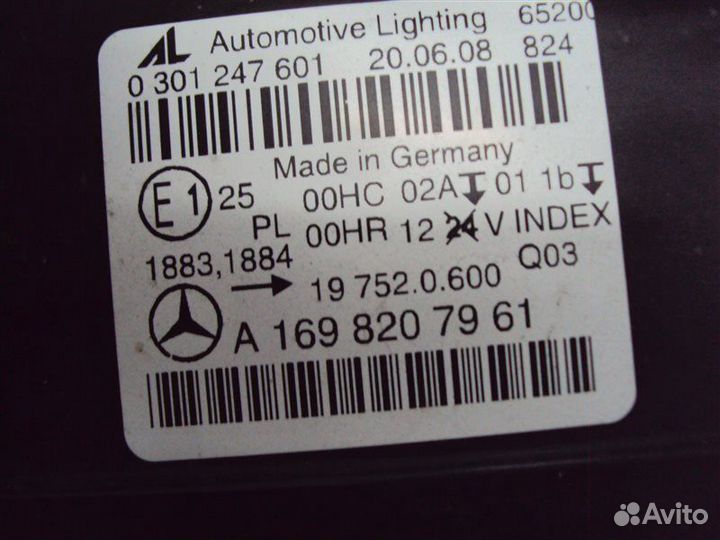 AL Automotive Lighting 65200
0 301 247 601 20.06.08 824
Made in Germany
E1 25 00HC 02A 01 1b
PL 00HR 12 24 V INDEX
1883,1884 → 19 752.0.600 Q03
A 169 820 79 61
Avito